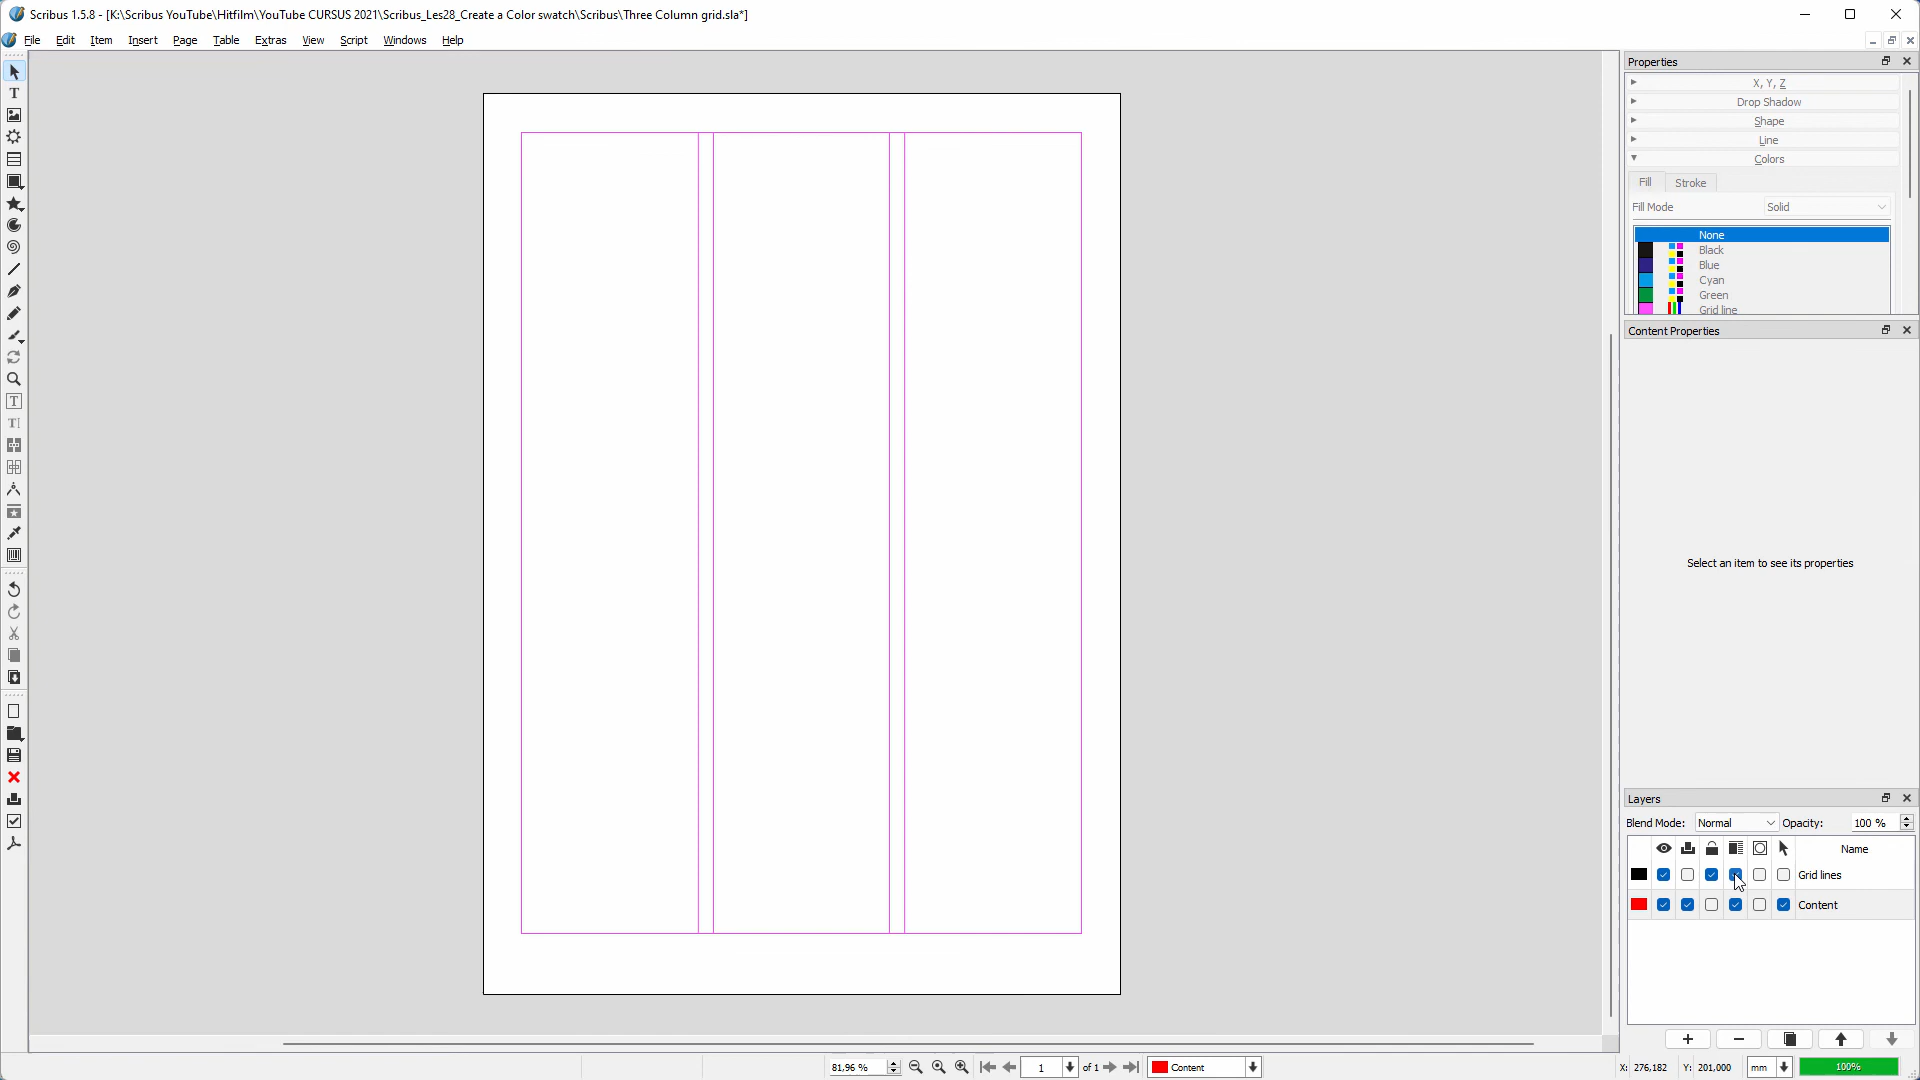 Scribus 1.5.8 - [K:\Scribus YouTube\Hitfilm\YouTube CURSUS 2021\Scribus_Les28_Create a Color swatch\Scribus\Three Column grid.sla*]
File Edit Item Insert Page Table Extras View Script Windows Help
Properties
X, Y, Z
Drop Shadow
Shape
Line
Colors
Fill Stroke
Fill Mode Solid
None
Black
Blue
Cyan
Green
Grid line
Content Properties
Select an item to see its properties
Layers
Blend Mode: Normal Opacity: 100 %
Name
Grid lines
Content
81,96 % 1 of 1 Content X: 276,182 Y: 201,000 mm 100%